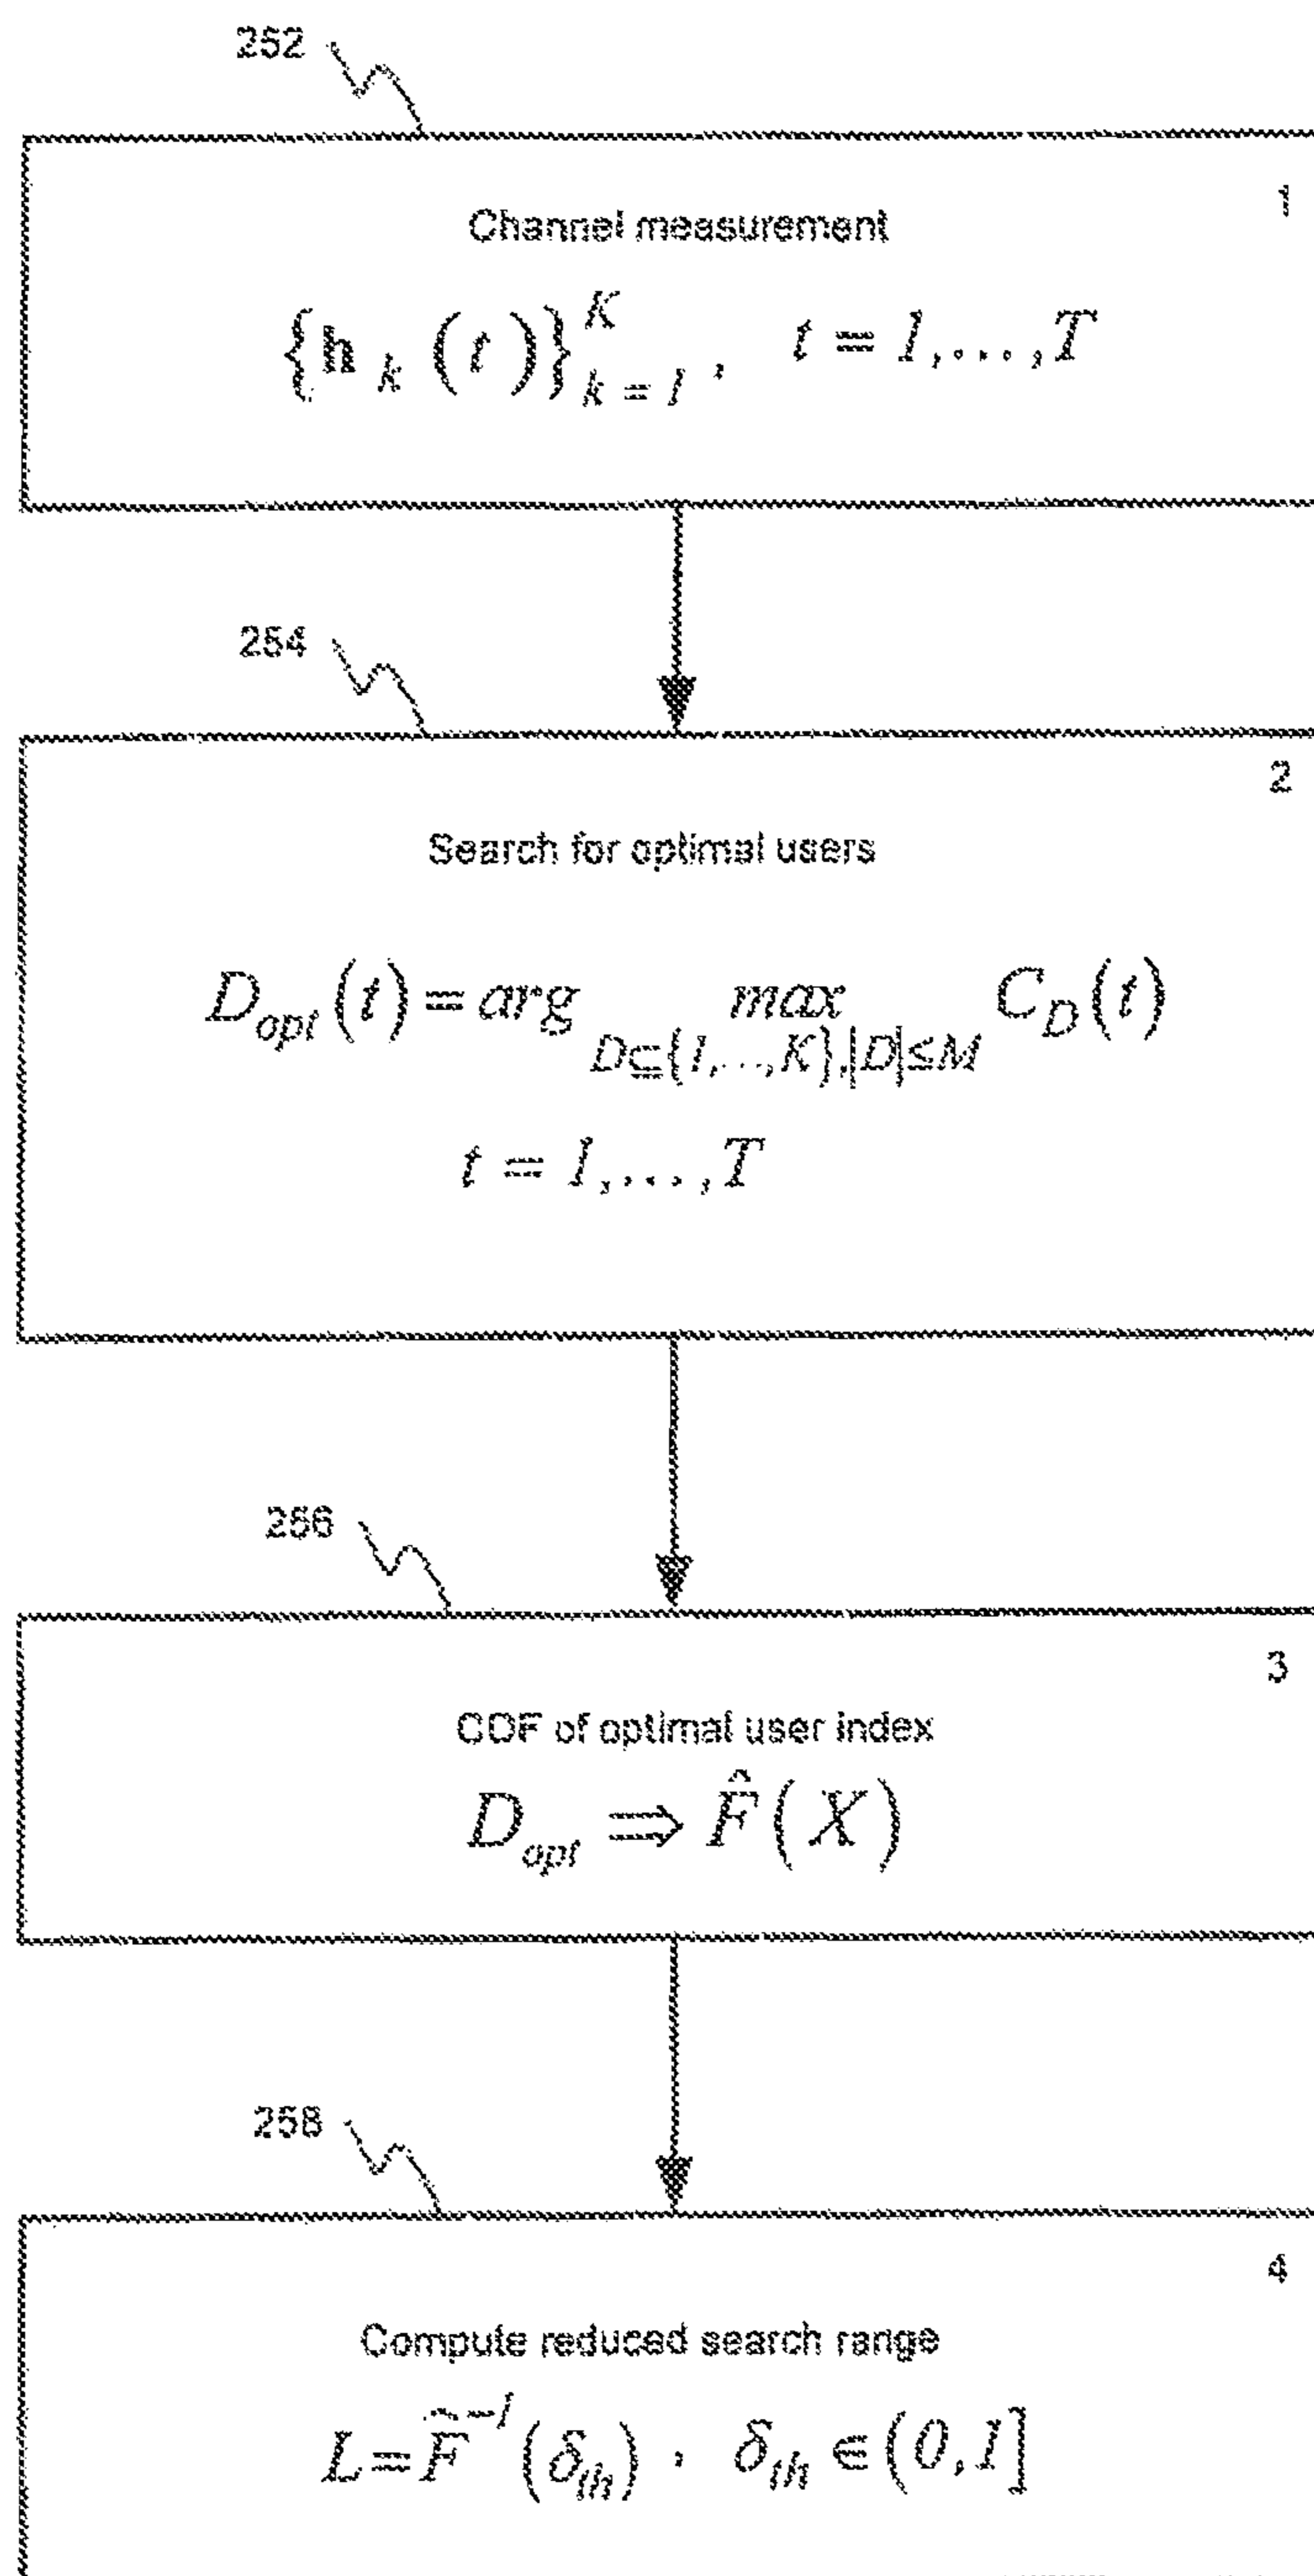 252
1
Channel measurement
{h_k (t)}_{k=1}^K , t = 1,...,T
254
2
Search for optimal users
D_opt (t) = arg max_{D⊆{1,...,K},|D|≤M} C_D (t)
t = 1,...,T
256
3
CDF of optimal user index
D_opt ⇒ F̂(X)
258
4
Compute reduced search range
L = F̂^{-1}(δ_th) , δ_th ∈ (0,1]